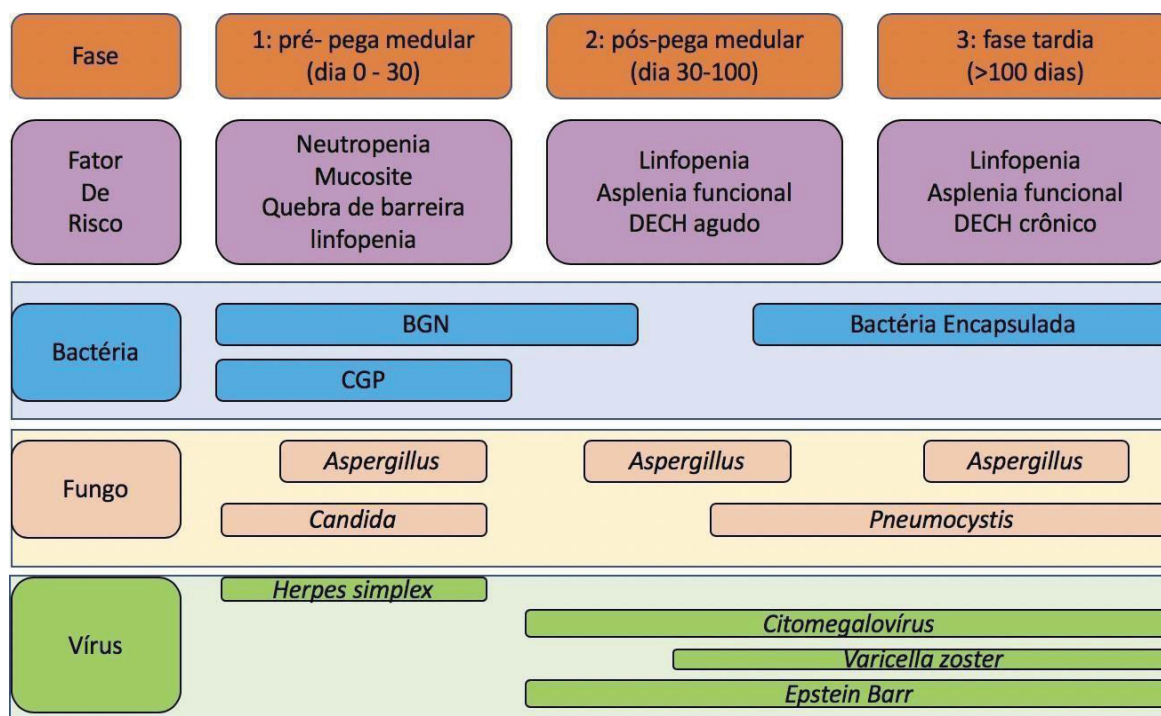 Fase
1: pré- pega medular
(dia 0 - 30)
2: pós-pega medular
(dia 30-100)
3: fase tardia
(>100 dias)
Fator
De
Risco
Neutropenia
Mucosite
Quebra de barreira
linfopenia
Linfopenia
Asplenia funcional
DECH agudo
Linfopenia
Asplenia funcional
DECH crônico
Bactéria
BGN
Bactéria Encapsulada
CGP
Fungo
Aspergillus
Aspergillus
Aspergillus
Candida
Pneumocystis
Vírus
Herpes simplex
Citomegalovírus
Varicella zoster
Epstein Barr